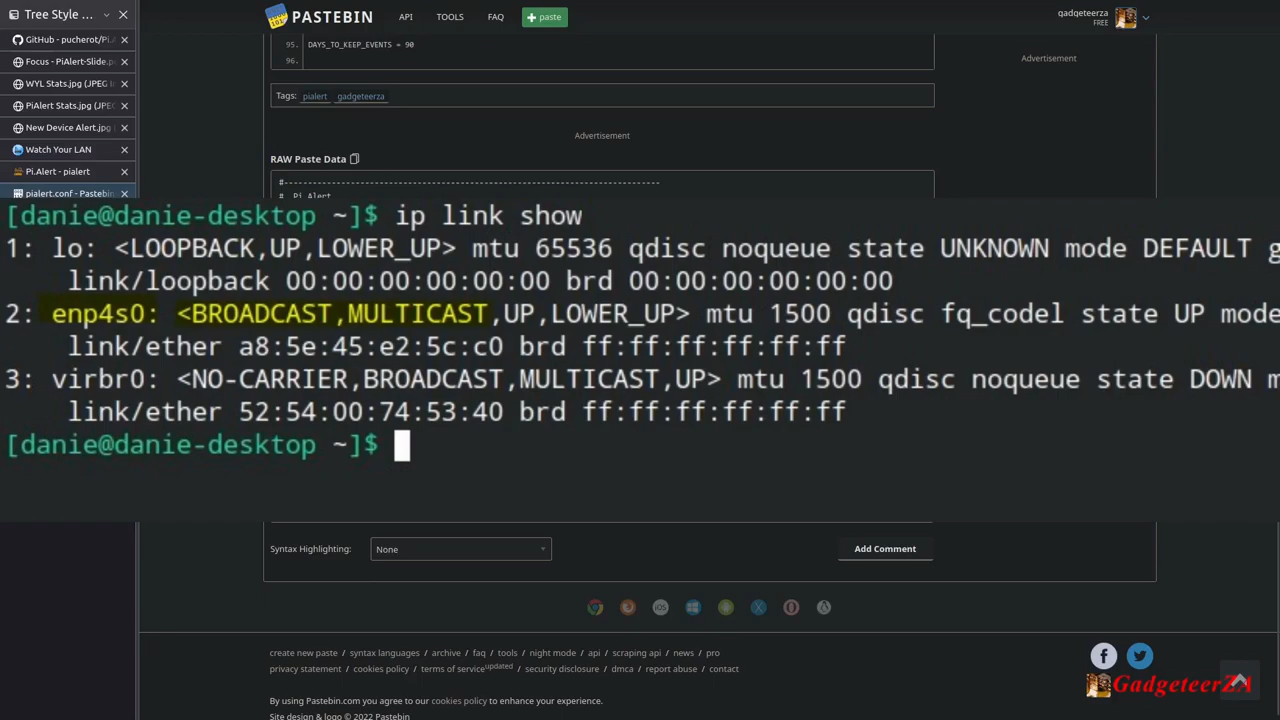 Tree Style ...
GitHub - pucherot/Pi.A
Focus - PiAlert-Slide.p
WYL Stats.jpg (JPEG In
PiAlert Stats.jpg (JPEG
New Device Alert.jpg
Watch Your LAN
Pi.Alert - pialert
pialert.conf - Pastebin
PASTEBIN API TOOLS FAQ + paste
gadgeteerza
FREE
95. DAYS_TO_KEEP_EVENTS = 90
96.
Advertisement
Tags: pialert gadgeteerza
Advertisement
RAW Paste Data
#-------------------------------------------------------------------------------
# Pi.Alert
[danie@danie-desktop ~]$ ip link show
1: lo: <LOOPBACK,UP,LOWER_UP> mtu 65536 qdisc noqueue state UNKNOWN mode DEFAULT g
link/loopback 00:00:00:00:00:00 brd 00:00:00:00:00:00
2: enp4s0: <BROADCAST,MULTICAST,UP,LOWER_UP> mtu 1500 qdisc fq_codel state UP mode
link/ether a8:5e:45:e2:5c:c0 brd ff:ff:ff:ff:ff:ff
3: virbr0: <NO-CARRIER,BROADCAST,MULTICAST,UP> mtu 1500 qdisc noqueue state DOWN m
link/ether 52:54:00:74:53:40 brd ff:ff:ff:ff:ff:ff
[danie@danie-desktop ~]$
Syntax Highlighting: None Add Comment
iOS
create new paste / syntax languages / archive / faq / tools / night mode / api / scraping api / news / pro
privacy statement / cookies policy / terms of service updated / security disclosure / dmca / report abuse / contact
By using Pastebin.com you agree to our cookies policy to enhance your experience.
Site design & logo © 2022 Pastebin
GadgeteerZA